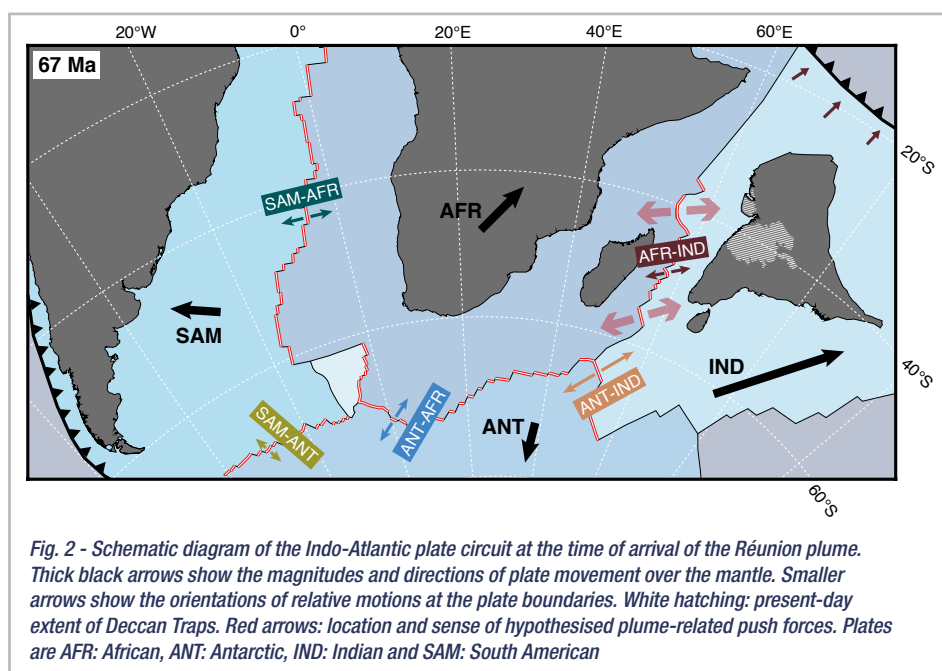 20°W 0° 20°E 40°E 60°E
67 Ma
20°S
SAM-AFR
AFR
AFR-IND
SAM
IND
40°S
ANT-IND
ANT-AFR
ANT
SAM-ANT
60°S
Fig. 2 - Schematic diagram of the Indo-Atlantic plate circuit at the time of arrival of the Réunion plume.
Thick black arrows show the magnitudes and directions of plate movement over the mantle. Smaller
arrows show the orientations of relative motions at the plate boundaries. White hatching: present-day
extent of Deccan Traps. Red arrows: location and sense of hypothesised plume-related push forces. Plates
are AFR: African, ANT: Antarctic, IND: Indian and SAM: South American